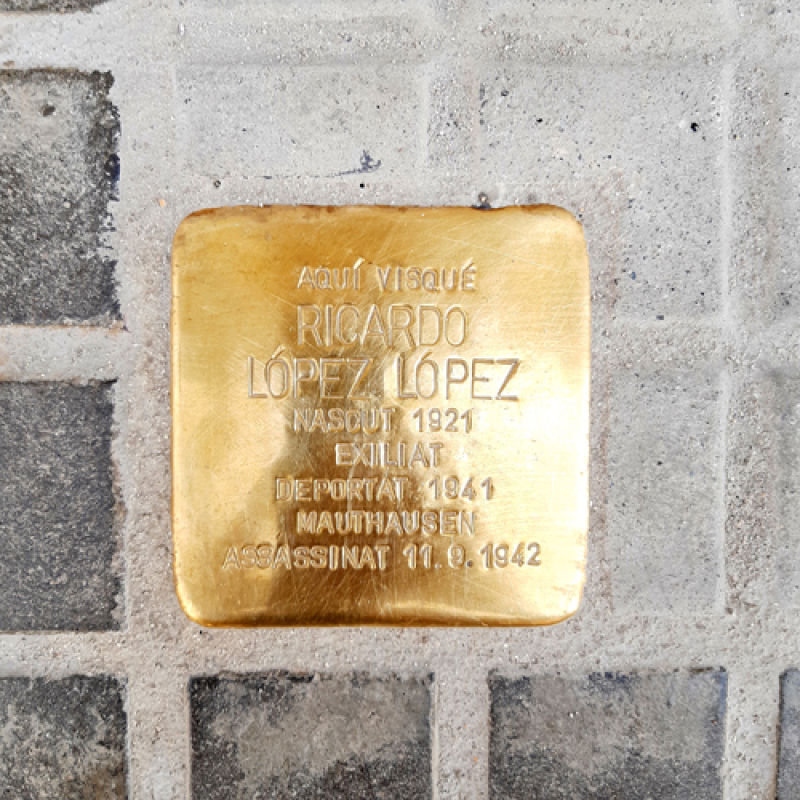 AQUÍ VISQUÉ
RICARDO
LÓPEZ LÓPEZ
NASCUT 1921
EXILIAT
DEPORTAT 1941
MAUTHAUSEN
ASSASSINAT 11.9.1942